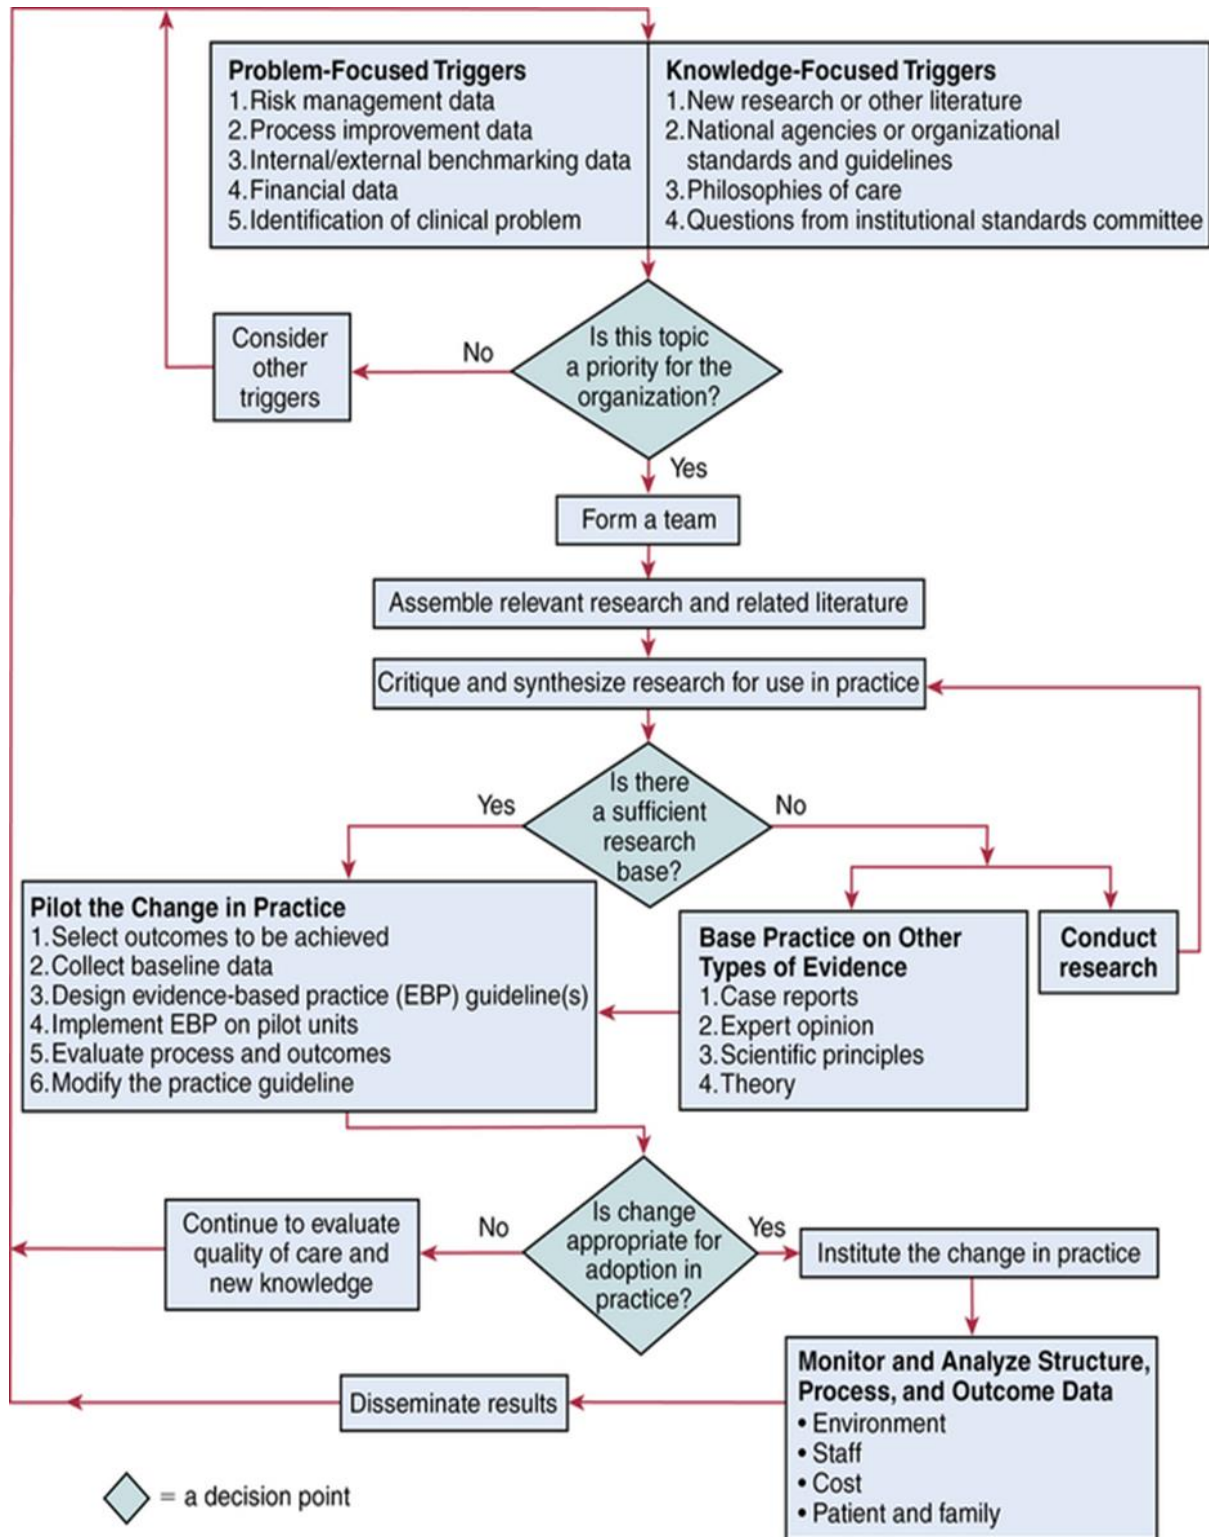 Problem-Focused Triggers
1.Risk management data
2.Process improvement data
3.Internal/external benchmarking data
4.Financial data
5.Identification of clinical problem
Knowledge-Focused Triggers
1.New research or other literature
2.National agencies or organizational
standards and guidelines
3.Philosophies of care
4.Questions from institutional standards committee
Is this topic
a priority for the
organization?
No
Consider
other
triggers
Yes
Form a team
Assemble relevant research and related literature
Critique and synthesize research for use in practice
Is there
a sufficient
research
base?
Yes
No
Pilot the Change in Practice
1.Select outcomes to be achieved
2.Collect baseline data
3.Design evidence-based practice (EBP) guideline(s)
4.Implement EBP on pilot units
5.Evaluate process and outcomes
6.Modify the practice guideline
Base Practice on Other
Types of Evidence
1.Case reports
2.Expert opinion
3.Scientific principles
4.Theory
Conduct
research
Is change
appropriate for
adoption in
practice?
No
Yes
Continue to evaluate
quality of care and
new knowledge
Institute the change in practice
Monitor and Analyze Structure,
Process, and Outcome Data
• Environment
• Staff
• Cost
• Patient and family
Disseminate results
= a decision point